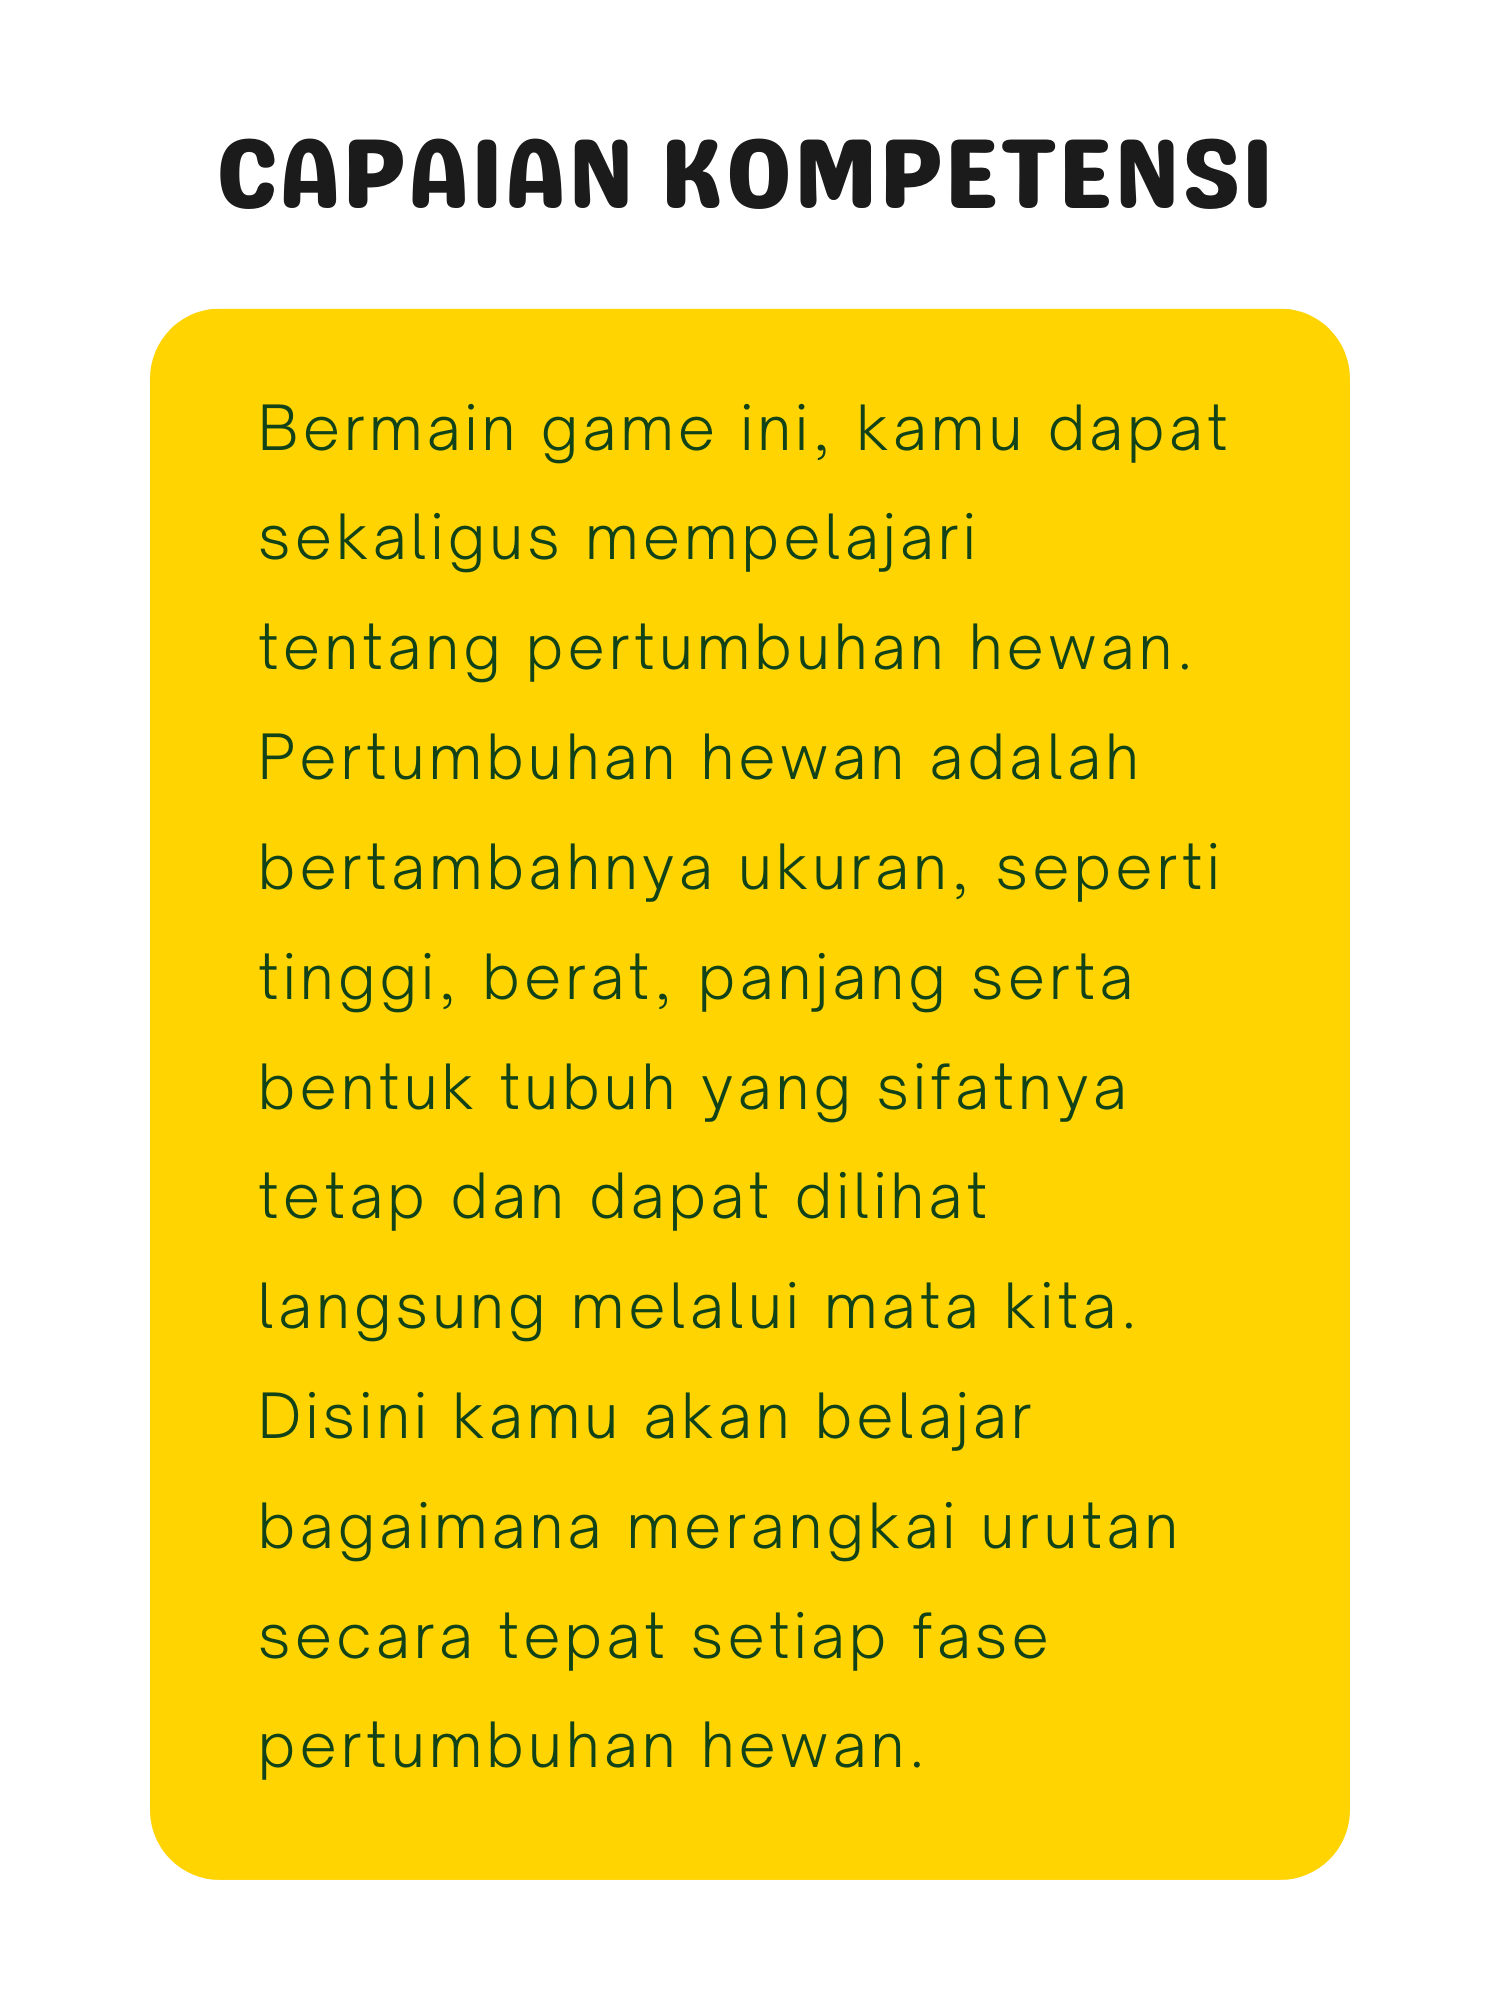 CAPAIAN KOMPETENSI
Bermain game ini, kamu dapat
sekaligus mempelajari
tentang pertumbuhan hewan.
Pertumbuhan hewan adalah
bertambahnya ukuran, seperti
tinggi, berat, panjang serta
bentuk tubuh yang sifatnya
tetap dan dapat dilihat
langsung melalui mata kita.
Disini kamu akan belajar
bagaimana merangkai urutan
secara tepat setiap fase
pertumbuhan hewan.